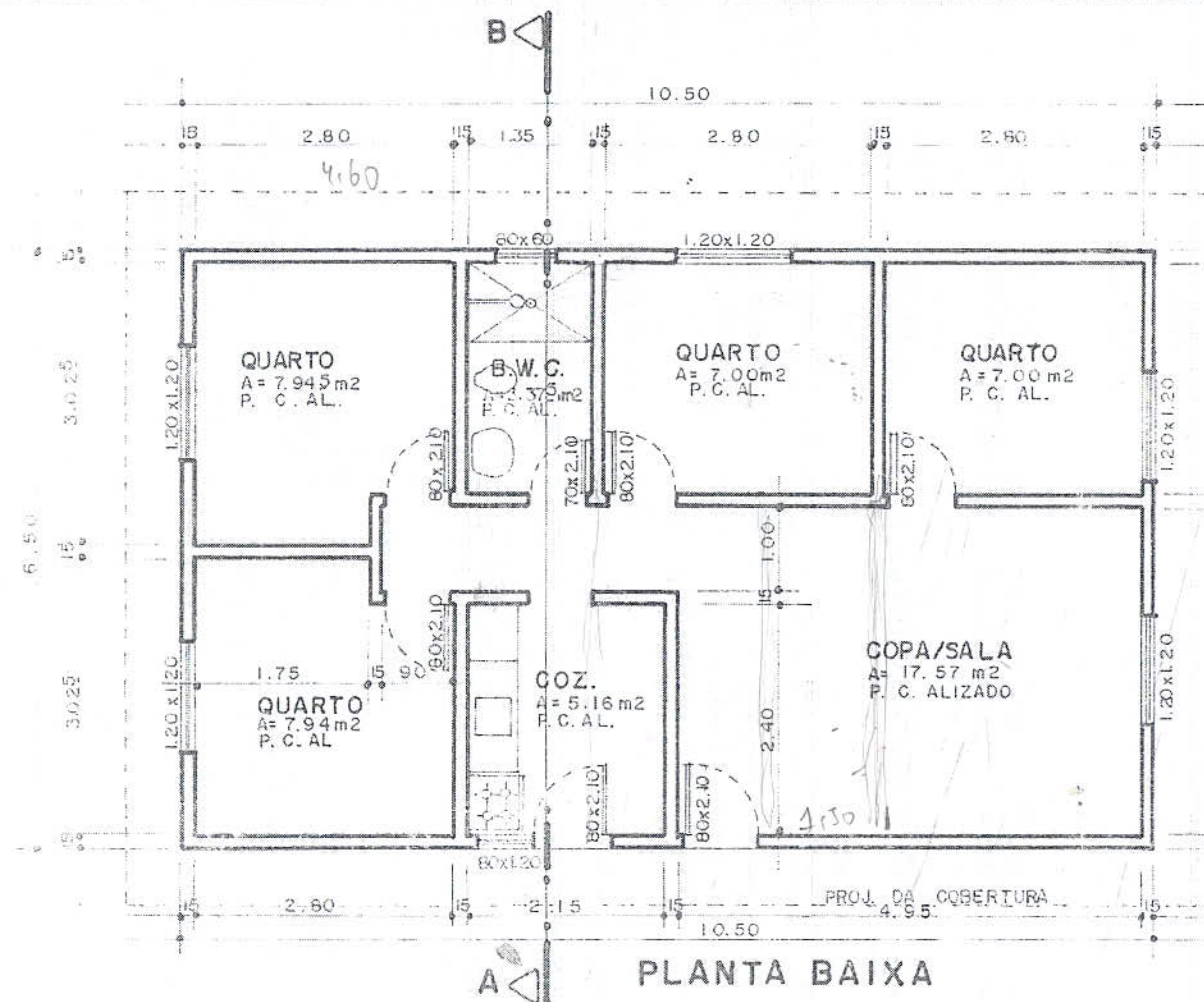 B
10.50
15 2.80 15 1.35 15 2.80 15 2.80 15
4,60
80x60
1.20x1.20
15
3.025
15
3.025
15
6.50
1.20x1.20
QUARTO
A= 7.945 m2
P. C. AL.
80x2.10
B.W.C.
P. C. AL.
70x2.10
QUARTO
A= 7.00m2
P. C. AL.
80x2.10
QUARTO
A= 7.00 m2
P. C. AL.
80x2.10
1.20x1.20
1.00
15
2.40
1.20x1.20
1.75 15 90
QUARTO
A= 7.94m2
P. C. AL
80x2.10
COZ.
A= 5.16m2
P. C. AL.
80x2.10
80x1.20
COPA/SALA
A= 17.57 m2
P. C. ALIZADO
80x2.10
1,50
1.20x1.20
PROJ. DA COBERTURA
15 2.80 15 2.15 15 4.95 15
10.50
A
PLANTA BAIXA